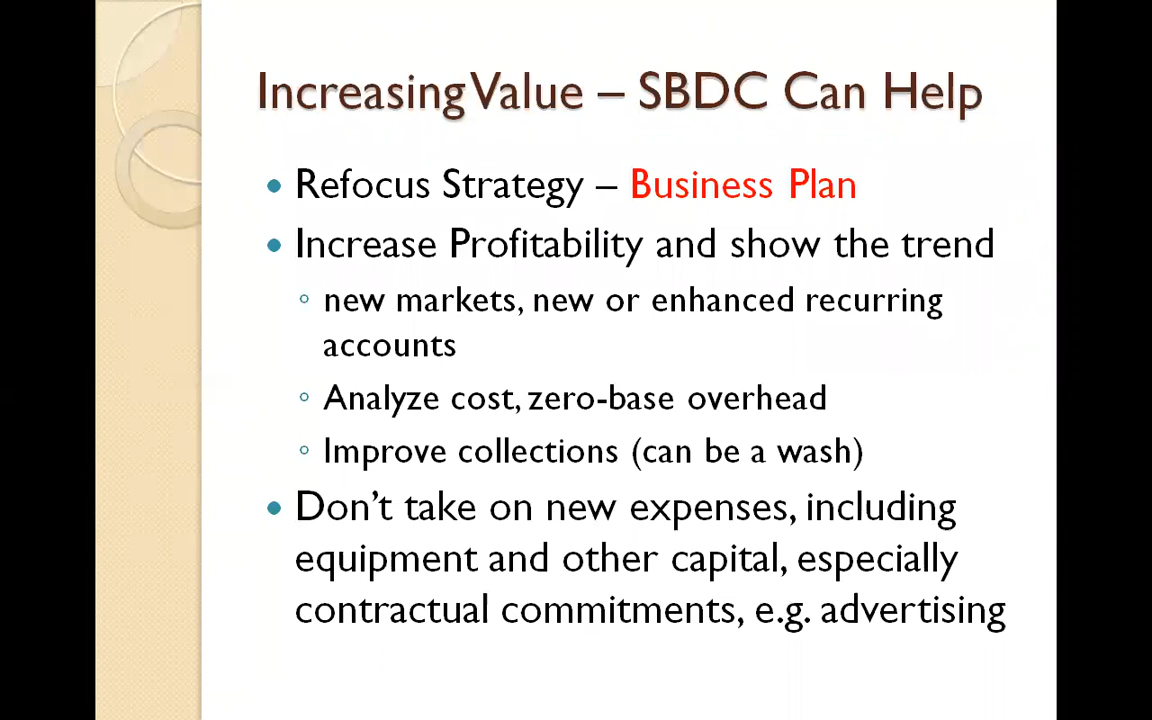 Increasing Value – SBDC Can Help
• Refocus Strategy – Business Plan
• Increase Profitability and show the trend
◦ new markets, new or enhanced recurring
accounts
◦ Analyze cost, zero-base overhead
◦ Improve collections (can be a wash)
• Don’t take on new expenses, including
equipment and other capital, especially
contractual commitments, e.g. advertising